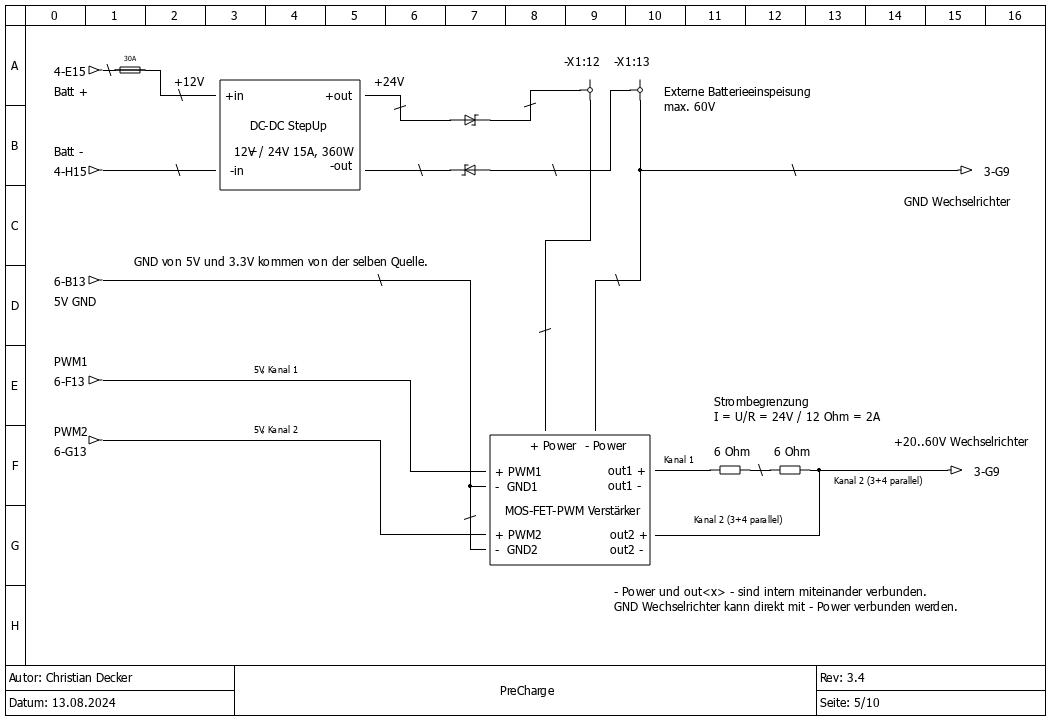 0 1 2 3 4 5 6 7 8 9 10 11 12 13 14 15 16
A
B
C
D
E
F
G
H
4-E15
30A
Batt +
+12V
+24V
-X1:12
-X1:13
Externe Batterieeinspeisung
max. 60V
+in
+out
DC-DC StepUp
12V / 24V 15A, 360W
-in
-out
Batt -
4-H15
3-G9
GND Wechselrichter
GND von 5V und 3.3V kommen von der selben Quelle.
6-B13
5V GND
PWM1
6-F13
5V, Kanal 1
PWM2
6-G13
5V, Kanal 2
Strombegrenzung
I = U/R = 24V / 12 Ohm = 2A
+ Power - Power
+ PWM1
- GND1
out1 +
out1 -
MOS-FET-PWM Verstärker
+ PWM2
- GND2
out2 +
out2 -
Kanal 1
6 Ohm
6 Ohm
+20..60V Wechselrichter
3-G9
Kanal 2 (3+4 parallel)
Kanal 2 (3+4 parallel)
- Power und out<x> - sind intern miteinander verbunden.
GND Wechselrichter kann direkt mit - Power verbunden werden.
Autor: Christian Decker
Datum: 13.08.2024
PreCharge
Rev: 3.4
Seite: 5/10